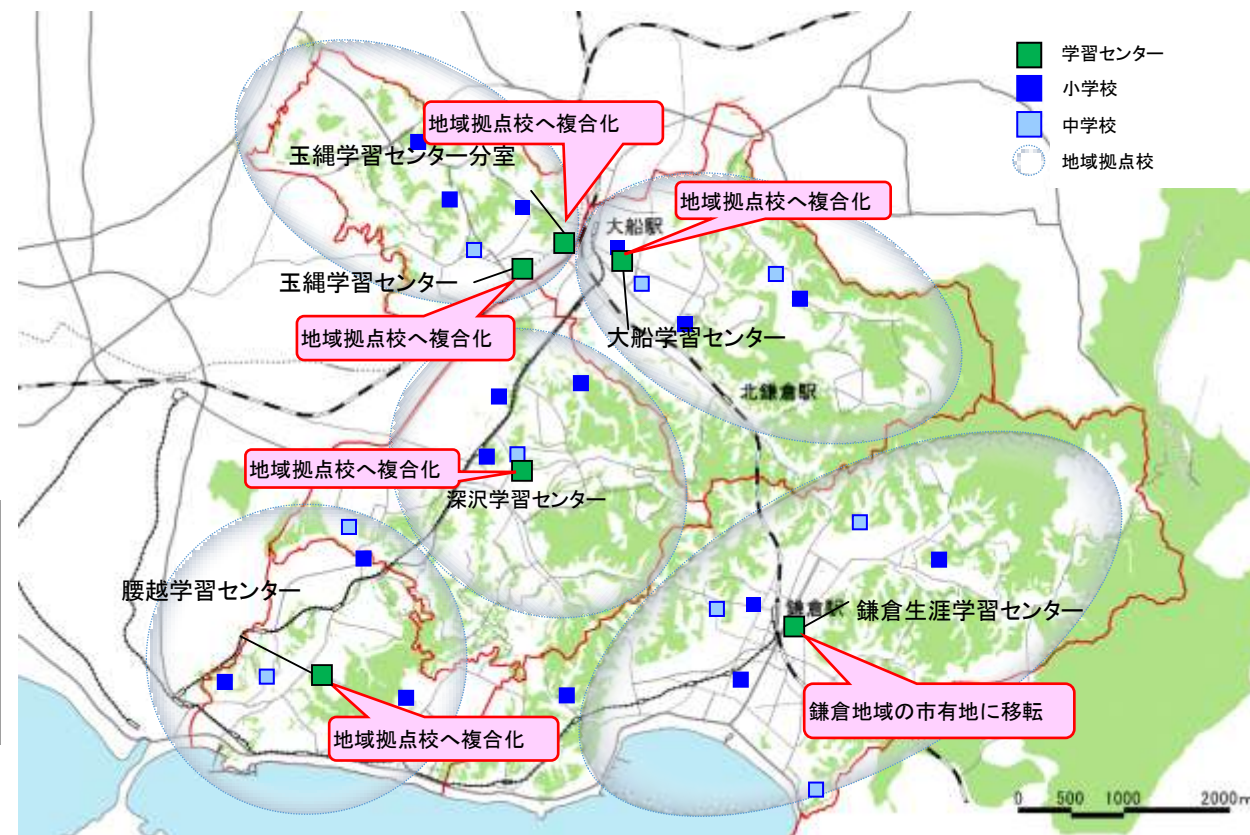 学習センター
小学校
中学校
地域拠点校
地域拠点校へ複合化
玉縄学習センター分室
地域拠点校へ複合化
大船駅
玉縄学習センター
地域拠点校へ複合化
大船学習センター
北鎌倉駅
地域拠点校へ複合化
深沢学習センター
腰越学習センター
鎌倉駅
鎌倉生涯学習センター
鎌倉地域の市有地に移転
地域拠点校へ複合化
0 500 1000 2000m